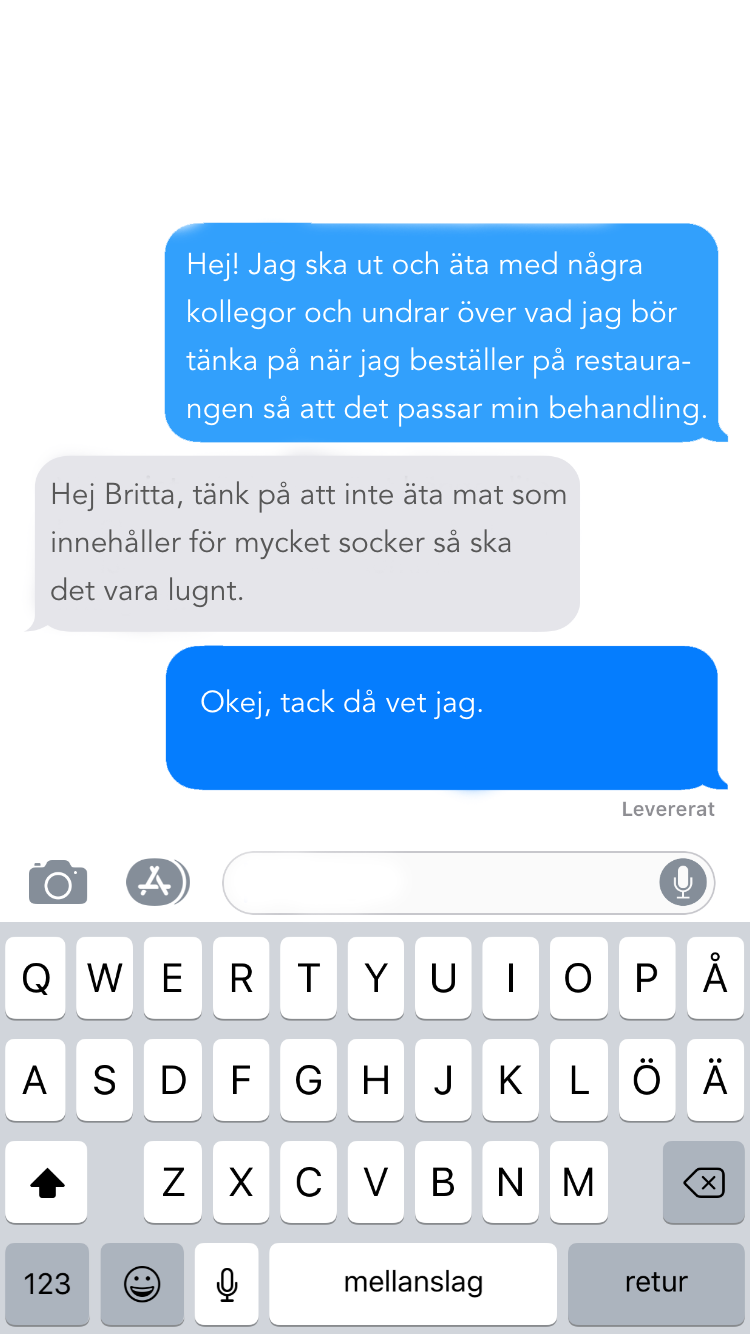 Hej! Jag ska ut och äta med några
kollegor och undrar över vad jag bör
tänka på när jag beställer på restaura-
ngen så att det passar min behandling.
Hej Britta, tänk på att inte äta mat som
innehåller för mycket socker så ska
det vara lugnt.
Okej, tack då vet jag.
Levererat
Q W E R T Y U I O P Å
A S D F G H J K L Ö Ä
Z X C V B N M
123 mellanslag retur